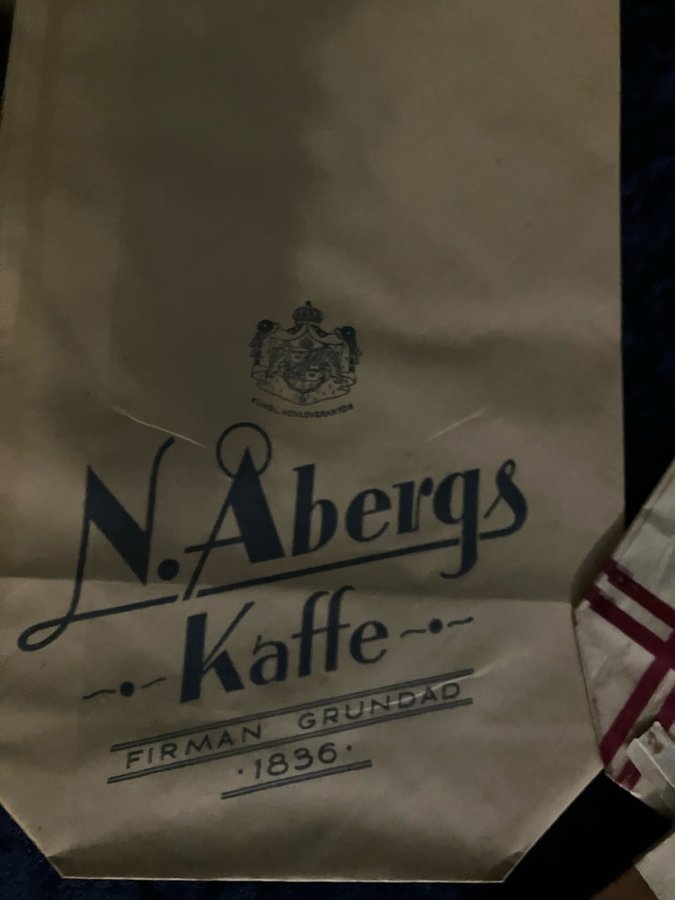 KUNGL. HOVLEVERANTÖR
N. Åbergs
Kaffe
FIRMAN GRUNDAD
·1836·